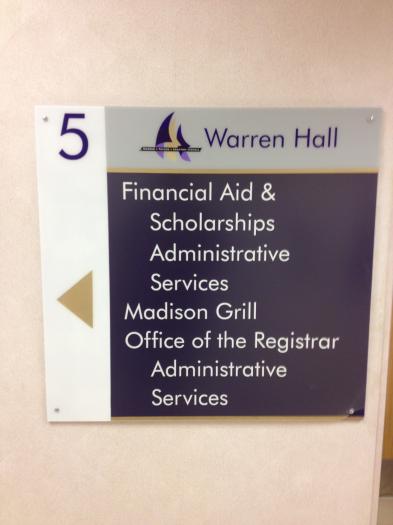 5
Warren Hall
Financial Aid &
Scholarships
Administrative
Services
Madison Grill
Office of the Registrar
Administrative
Services